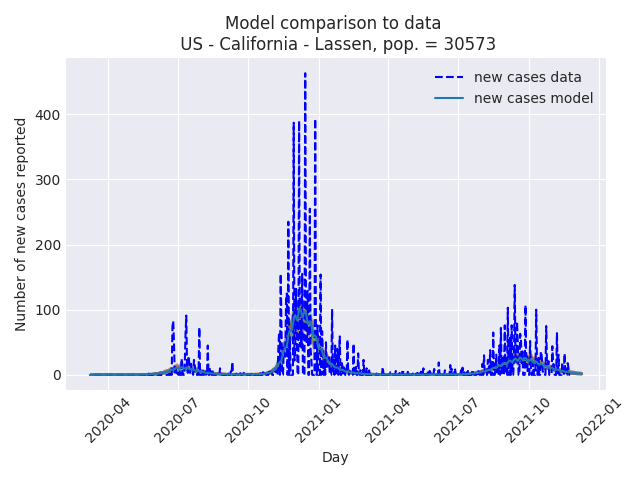 Model comparison to data
US - California - Lassen, pop. = 30573
new cases data
new cases model
Number of new cases reported
400
300
200
100
0
2020-04
2020-07
2020-10
2021-01
2021-04
2021-07
2021-10
2022-01
Day